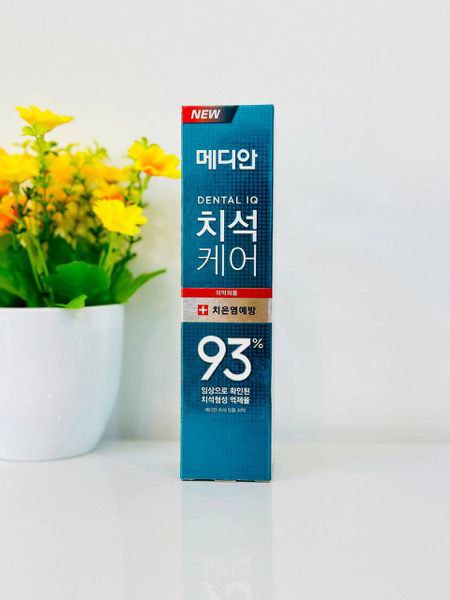 NEW
메디안
DENTAL IQ
치석
케어
의약외품
치은염예방
93%
임상으로 확인된
치석형성 억제율